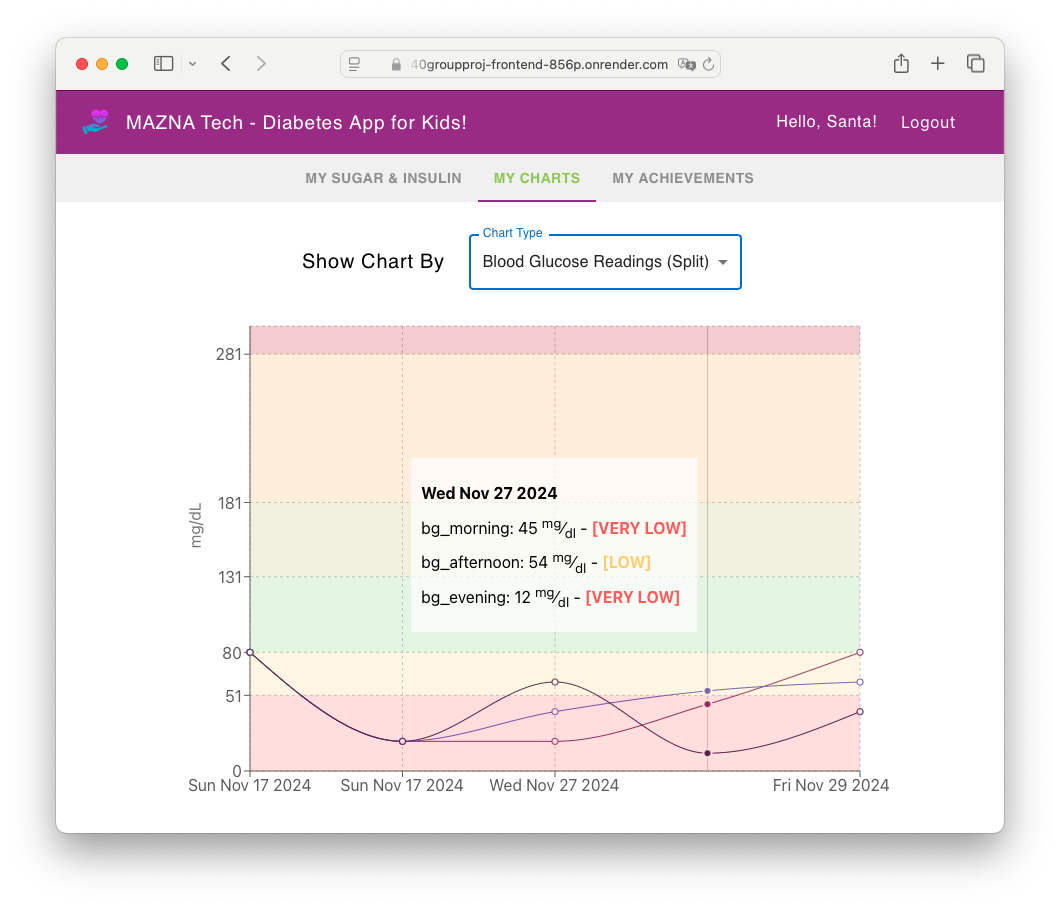 40groupproj-frontend-856p.onrender.com
MAZNA Tech - Diabetes App for Kids!
Hello, Santa!
Logout
MY SUGAR & INSULIN
MY CHARTS
MY ACHIEVEMENTS
Chart Type
Show Chart By
Blood Glucose Readings (Split)
281
181
mg/dL
131
80
51
0
Wed Nov 27 2024
bg_morning: 45 mg⁄dl - [VERY LOW]
bg_afternoon: 54 mg⁄dl - [LOW]
bg_evening: 12 mg⁄dl - [VERY LOW]
Sun Nov 17 2024
Sun Nov 17 2024
Wed Nov 27 2024
Fri Nov 29 2024